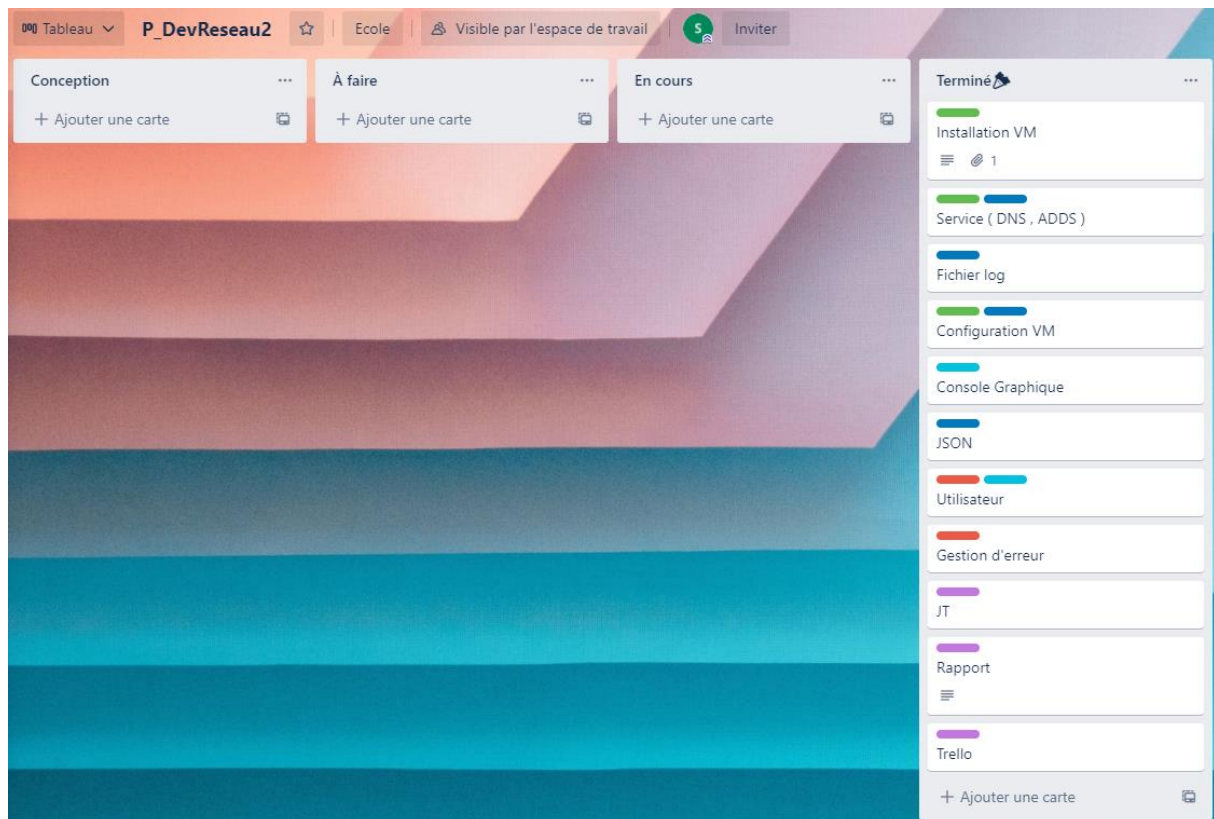 Tableau
P_DevReseau2
Ecole
Visible par l'espace de travail
S
Inviter
Conception
+ Ajouter une carte
À faire
+ Ajouter une carte
En cours
+ Ajouter une carte
Terminé
Installation VM
1
Service ( DNS , ADDS )
Fichier log
Configuration VM
Console Graphique
JSON
Utilisateur
Gestion d'erreur
JT
Rapport
Trello
+ Ajouter une carte